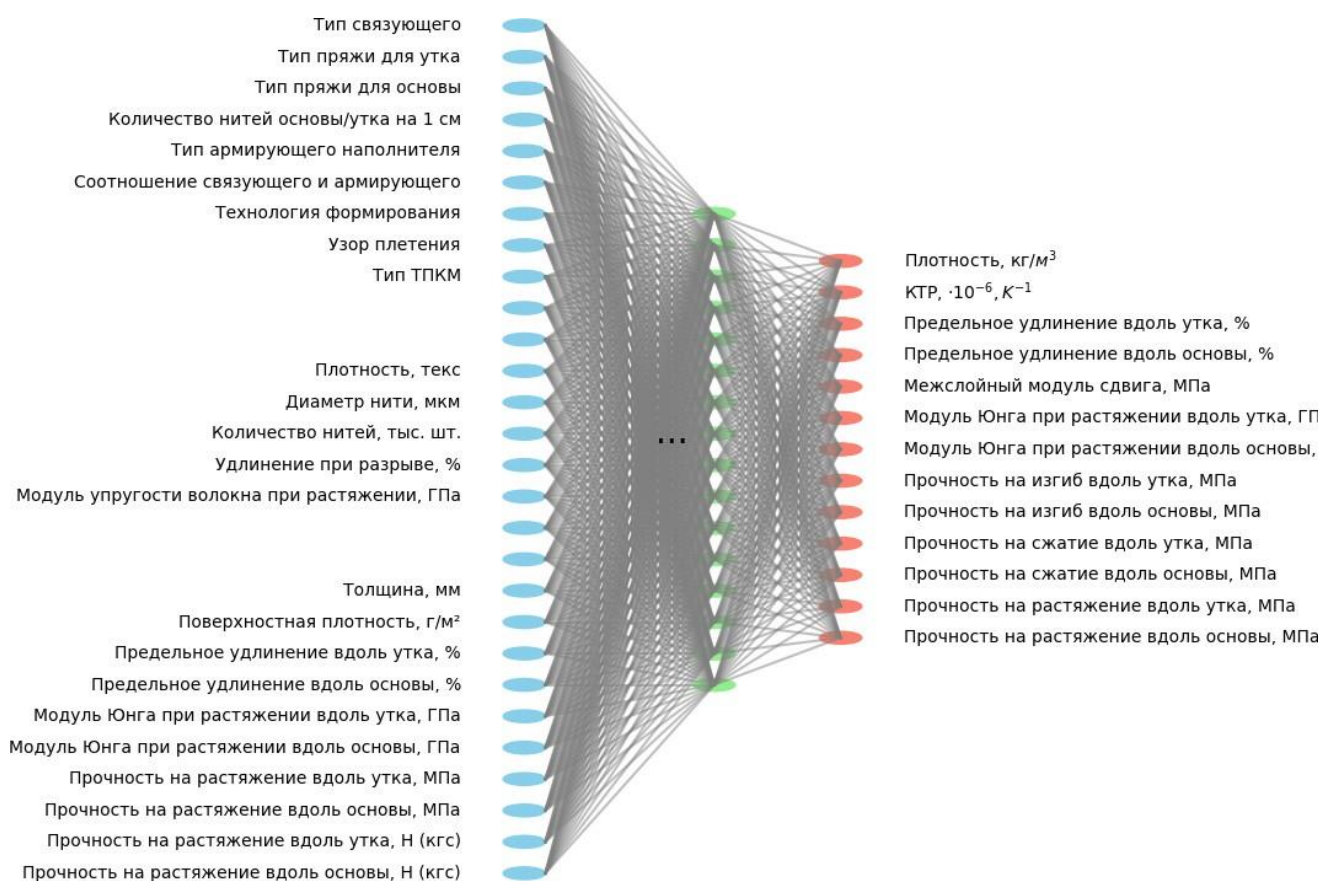 Тип связующего
Тип пряжи для утка
Тип пряжи для основы
Количество нитей основы/утка на 1 см
Тип армирующего наполнителя
Соотношение связующего и армирующего
Технология формирования
Узор плетения
Тип ТПКМ
Плотность, текс
Диаметр нити, мкм
Количество нитей, тыс. шт.
Удлинение при разрыве, %
Модуль упругости волокна при растяжении, ГПа
Толщина, мм
Поверхностная плотность, г/м²
Предельное удлинение вдоль утка, %
Предельное удлинение вдоль основы, %
Модуль Юнга при растяжении вдоль утка, ГПа
Модуль Юнга при растяжении вдоль основы, ГПа
Прочность на растяжение вдоль утка, МПа
Прочность на растяжение вдоль основы, МПа
Прочность на растяжение вдоль утка, Н (кгс)
Прочность на растяжение вдоль основы, Н (кгс)
...
Плотность, кг/м³
КТР, ·10⁻⁶, K⁻¹
Предельное удлинение вдоль утка, %
Предельное удлинение вдоль основы, %
Межслойный модуль сдвига, МПа
Модуль Юнга при растяжении вдоль утка, ГП
Модуль Юнга при растяжении вдоль основы,
Прочность на изгиб вдоль утка, МПа
Прочность на изгиб вдоль основы, МПа
Прочность на сжатие вдоль утка, МПа
Прочность на сжатие вдоль основы, МПа
Прочность на растяжение вдоль утка, МПа
Прочность на растяжение вдоль основы, МПа